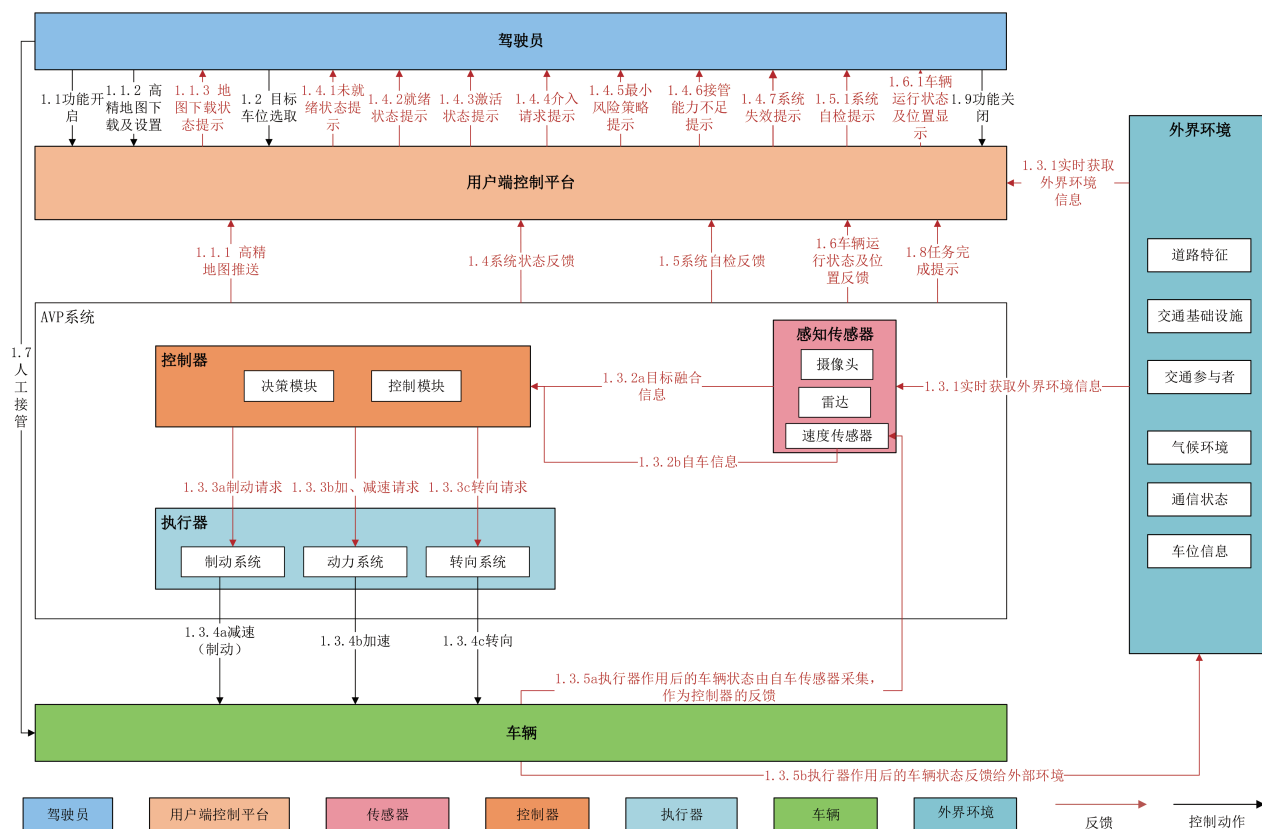 驾驶员
1.1功能开
启
1.1.2 高
精地图下
载及设置
1.1.3 地
图下载状
态提示
1.2 目标
车位选取
1.4.1未就
绪状态提
示
1.4.2就绪
状态提示
1.4.3激活
状态提示
1.4.4介入
请求提示
1.4.5最小
风险策略
提示
1.4.6接管
能力不足
提示
1.4.7系统
失效提示
1.5.1系统
自检提示
1.6.1车辆
运行状态
及位置显
示
1.9功能关
闭
用户端控制平台
1.3.1实时获取
外界环境
信息
外界环境
道路特征
交通基础设施
交通参与者
气候环境
通信状态
车位信息
1.1.1 高精
地图推送
1.4系统状态反馈
1.5系统自检反馈
1.6车辆运
行状态及位
置反馈
1.8任务完
成提示
AVP系统
控制器
决策模块
控制模块
1.3.2a目标融合
信息
感知传感器
摄像头
雷达
速度传感器
1.3.1实时获取外界环境信息
1.3.2b自车信息
1.7
人
工
接
管
1.3.3a制动请求
1.3.3b加、减速请求
1.3.3c转向请求
执行器
制动系统
动力系统
转向系统
1.3.4a减速
（制动）
1.3.4b加速
1.3.4c转向
1.3.5a执行器作用后的车辆状态由自车传感器采集，
作为控制器的反馈
车辆
1.3.5b执行器作用后的车辆状态反馈给外部环境
驾驶员
用户端控制平台
传感器
控制器
执行器
车辆
外界环境
反馈
控制动作